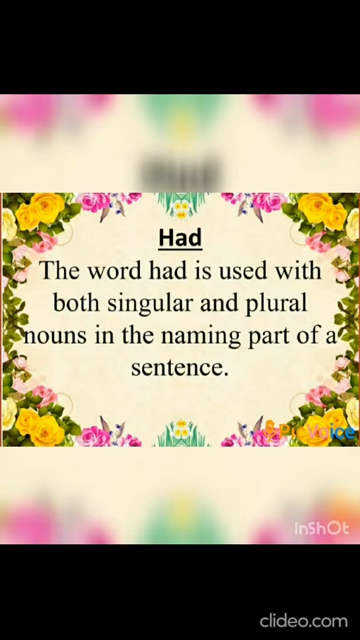 Had
The word had is used with
both singular and plural
nouns in the naming part of a
sentence.
InShOt
clideo.com